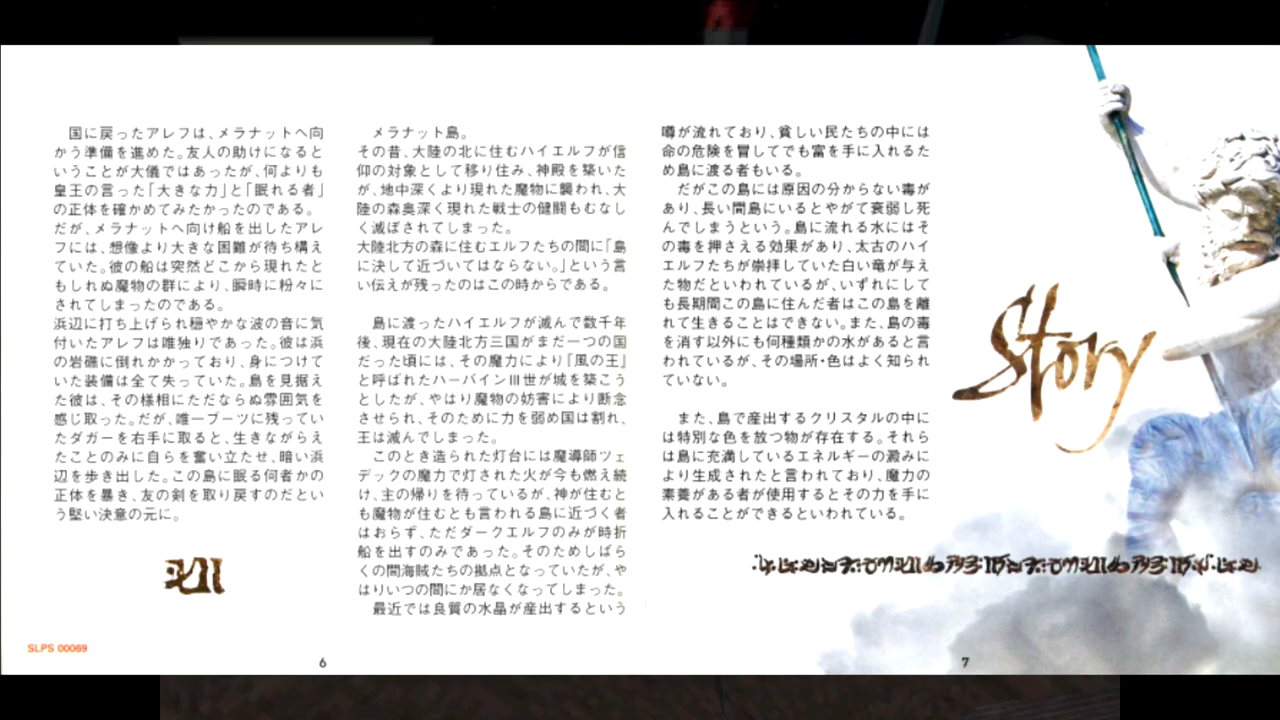 国に戻ったアレフは、メラナットへ向
かう準備を進めた。友人の助けになると
いうことが大儀ではあったが、何よりも
皇王の言った「大きな力」と「眠れる者」
の正体を確かめてみたかったのである。
だが、メラナットへ向け船を出したアレ
フには、想像より大きな困難が待ち構え
ていた。彼の船は突然どこから現れたと
もしれぬ魔物の群により、瞬時に粉々に
されてしまったのである。
浜辺に打ち上げられ穏やかな波の音に気
付いたアレフは唯独りであった。彼は浜
の岩礁に倒れかかっており、身につけて
いた装備は全て失っていた。島を見据え
た彼は、その様相にただならぬ雰囲気を
感じ取った。だが、唯一ブーツに残ってい
たダガーを右手に取ると、生きながらえ
たことのみに自らを奮い立たせ、暗い浜
辺を歩き出した。この島に眠る何者かの
正体を暴き、友の剣を取り戻すのだとい
う堅い決意の元に。
SLPS 00069
6
メラナット島。
その昔、大陸の北に住むハイエルフが信
仰の対象として移り住み、神殿を築いた
が、地中深くより現れた魔物に襲われ、大
陸の森奥深く現れた戦士の健闘もむなし
く滅ぼされてしまった。
大陸北方の森に住むエルフたちの間に「島
に決して近づいてはならない。」という言
い伝えが残ったのはこの時からである。
島に渡ったハイエルフが滅んで数千年
後、現在の大陸北方三国がまだ一つの国
だった頃には、その魔力により『風の王』
と呼ばれたハーバインⅢ世が城を築こう
としたが、やはり魔物の妨害により断念
させられ、そのために力を弱め国は割れ、
王は滅んでしまった。
このとき造られた灯台には魔導師ツェ
デックの魔力で灯された火が今も燃え続
け、主の帰りを待っているが、神が住むと
も魔物が住むとも言われる島に近づく者
はおらず、ただダークエルフのみが時折
船を出すのみであった。そのためしばら
くの間海賊たちの拠点となっていたが、や
はりいつの間にか居なくなってしまった。
最近では良質の水晶が産出するという
噂が流れており、貧しい民たちの中には
命の危険を冒してでも富を手に入れるた
め島に渡る者もいる。
だがこの島には原因の分からない毒が
あり、長い間島にいるとやがて衰弱し死
んでしまうという。島に流れる水にはそ
の毒を押さえる効果があり、太古のハイ
エルフたちが崇拝していた白い竜が与え
た物だといわれているが、いずれにして
も長期間この島に住んだ者はこの島を離
れて生きることはできない。また、島の毒
を消す以外にも何種類かの水があると言
われているが、その場所・色はよく知られ
ていない。
また、島で産出するクリスタルの中に
は特別な色を放つ物が存在する。それら
は島に充満しているエネルギーの澱みに
より生成されたと言われており、魔力の
素養がある者が使用するとその力を手に
入れることができるといわれている。
Story
7